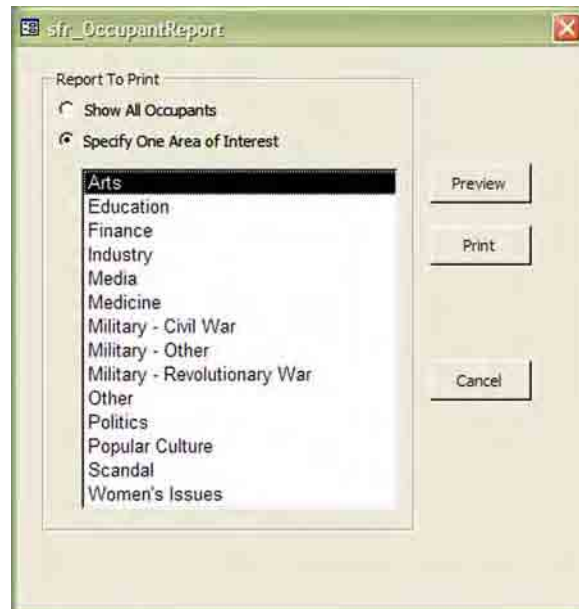 sfr_OccupantReport
Report To Print
Show All Occupants
Specify One Area of Interest
Arts
Education
Finance
Industry
Media
Medicine
Military - Civil War
Military - Other
Military - Revolutionary War
Other
Politics
Popular Culture
Scandal
Women's Issues
Preview
Print
Cancel